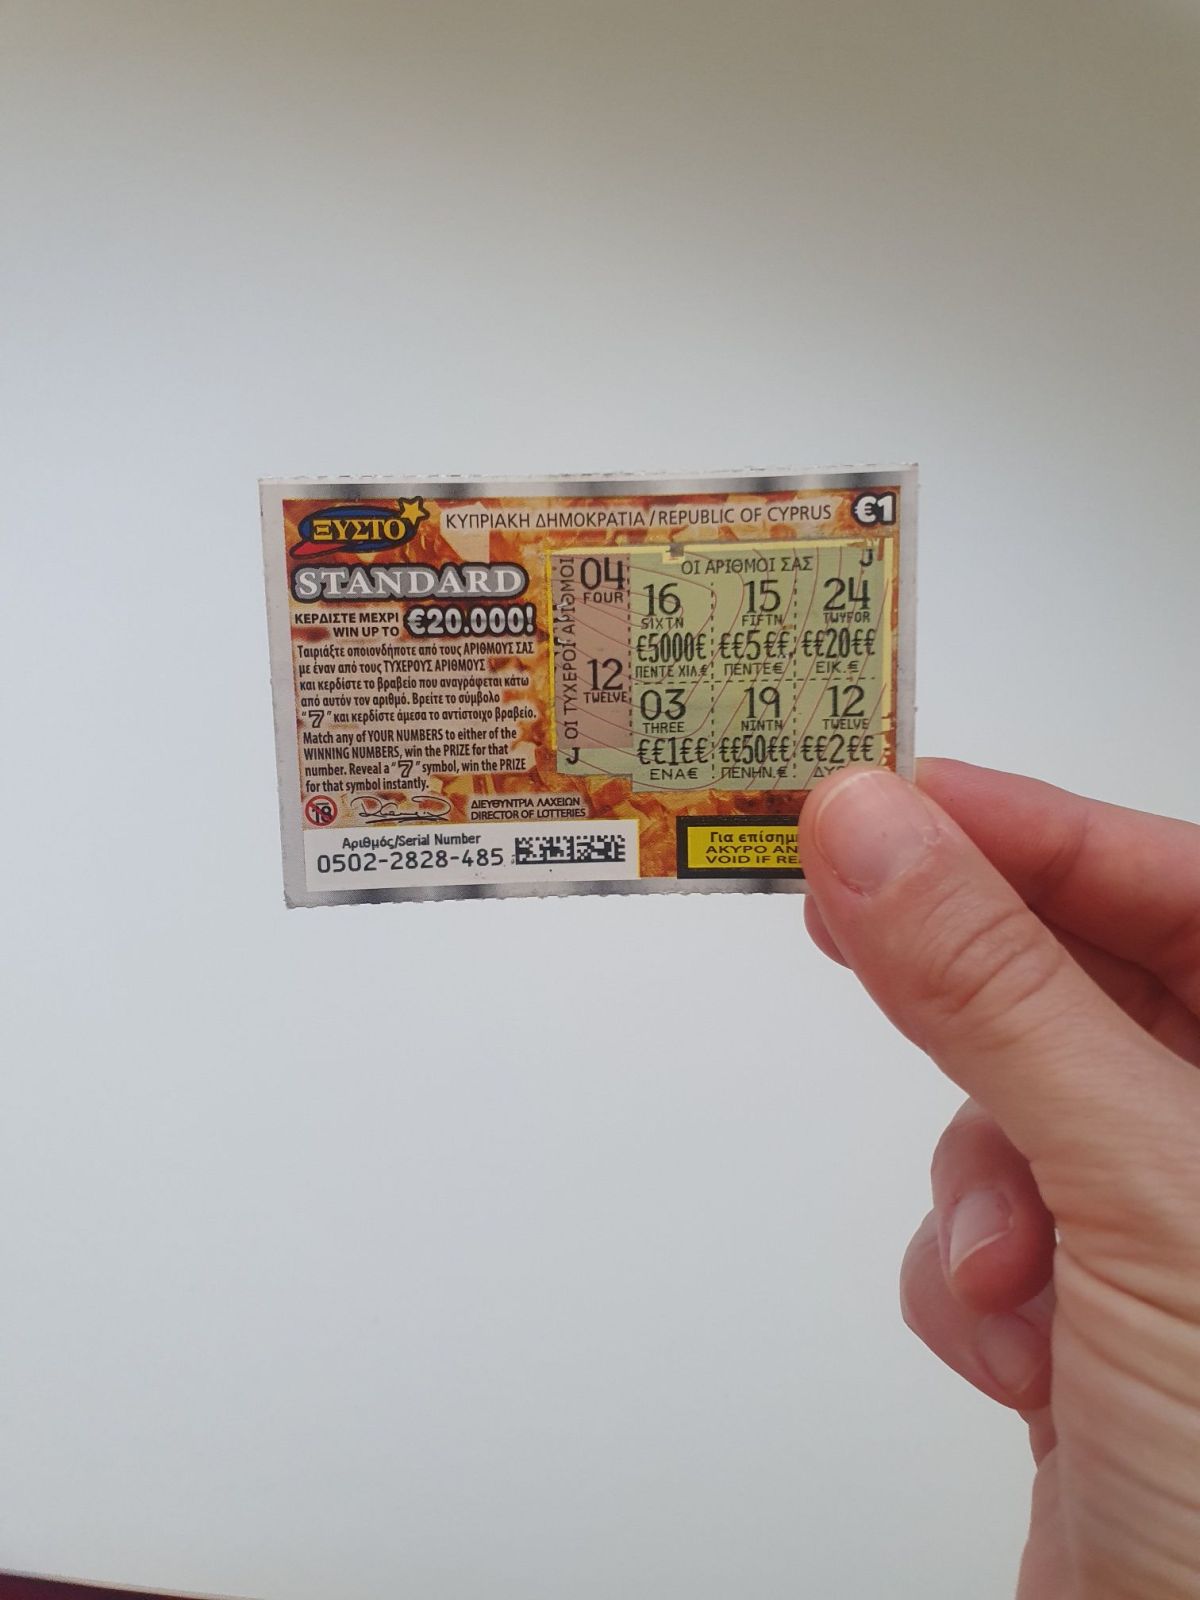 ΞΥΣΤΟ
ΚΥΠΡΙΑΚΗ ΔΗΜΟΚΡΑΤΙΑ / REPUBLIC OF CYPRUS
€1
STANDARD
ΚΕΡΔΙΣΤΕ ΜΕΧΡΙ
WIN UP TO
€20.000!
Ταιριάξτε οποιονδήποτε από τους ΑΡΙΘΜΟΥΣ ΣΑΣ
με έναν από τους ΤΥΧΕΡΟΥΣ ΑΡΙΘΜΟΥΣ
και κερδίστε το βραβείο που αναγράφεται κάτω
από αυτόν τον αριθμό. Βρείτε το σύμβολο
"7" και κερδίστε άμεσα το αντίστοιχο βραβείο.
Match any of YOUR NUMBERS to either of the
WINNING NUMBERS, win the PRIZE for that
number. Reveal a "7" symbol, win the PRIZE
for that symbol instantly.
18
ΔΙΕΥΘΥΝΤΡΙΑ ΛΑΧΕΙΩΝ
DIRECTOR OF LOTTERIES
Αριθμός/Serial Number
0502-2828-485
ΟΙ ΤΥΧΕΡΟΙ ΑΡΙΘΜΟΙ
04
FOUR
12
TWELVE
J
ΟΙ ΑΡΙΘΜΟΙ ΣΑΣ
J
16 15 24
SIXTN FIFTN TWYFOR
€5000€ €€5€€ €€20€€
ΠΕΝΤΕ ΧΙΛ.€ ΠΕΝΤΕ€ ΕΙΚ.€
03 19 12
THREE NINTN TWELVE
€€1€€ €€50€€ €€2€€
ΕΝΑ€ ΠΕΝΗΝ.€
Για
ΑΚΥΡΟ
VOID IF